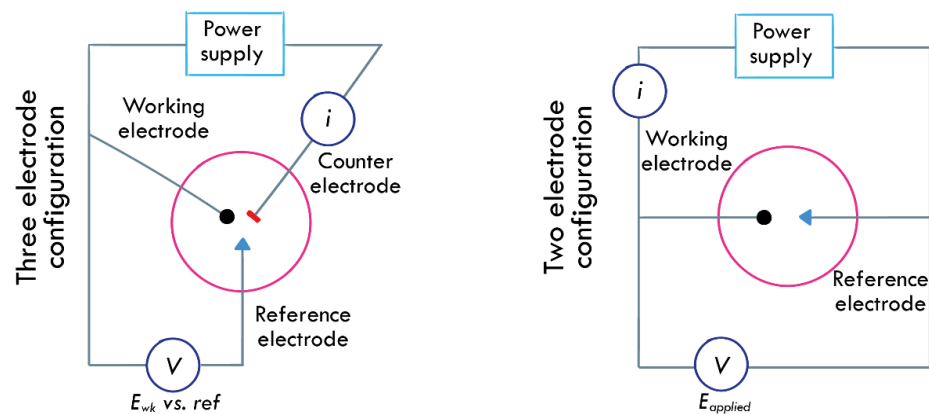 Three electrode
configuration
Power
supply
Working
electrode
i
Counter
electrode
Reference
electrode
V
E_wk vs. ref
Two electrode
configuration
Power
supply
i
Working
electrode
Reference
electrode
V
E_applied